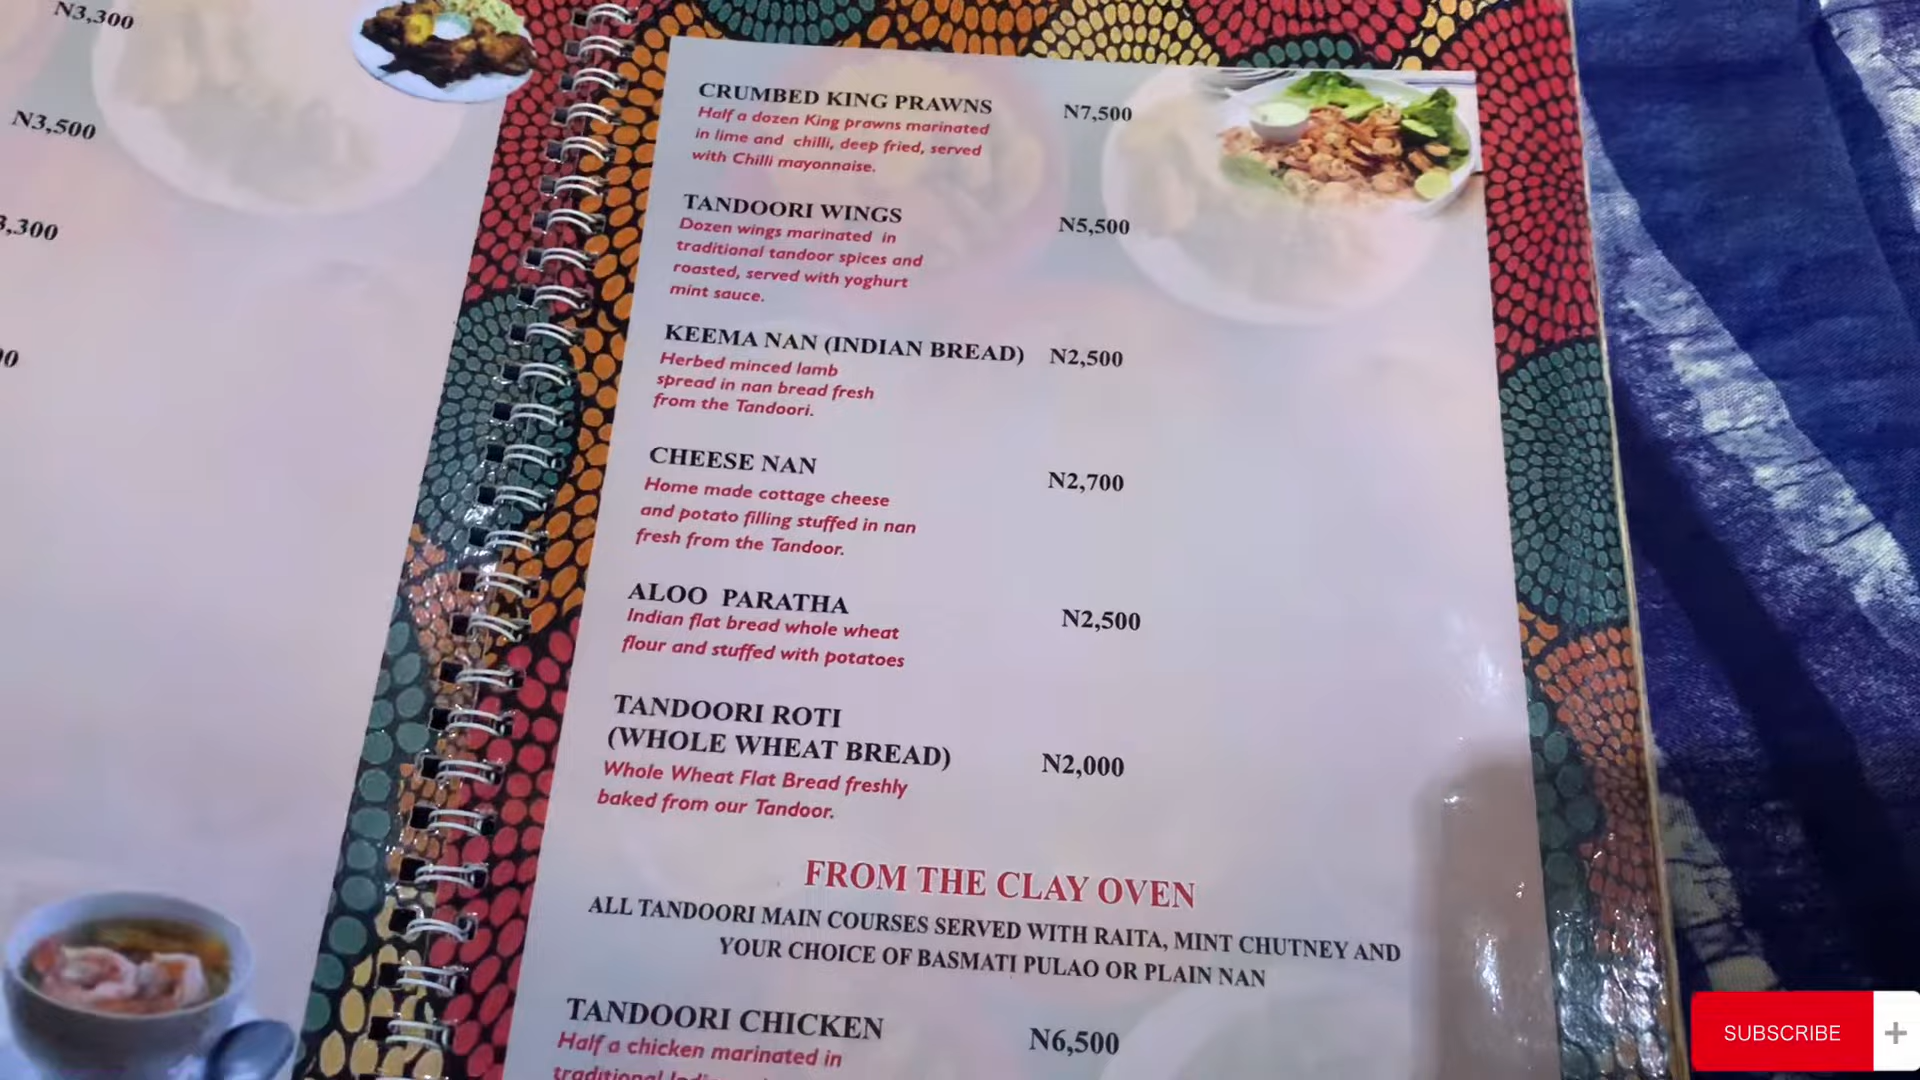 N3,300
N3,500
3,300
00
CRUMBED KING PRAWNS N7,500
Half a dozen King prawns marinated
in lime and chilli, deep fried, served
with Chilli mayonnaise.
TANDOORI WINGS N5,500
Dozen wings marinated in
traditional tandoor spices and
roasted, served with yoghurt
mint sauce.
KEEMA NAN (INDIAN BREAD) N2,500
Herbed minced lamb
spread in nan bread fresh
from the Tandoori.
CHEESE NAN N2,700
Home made cottage cheese
and potato filling stuffed in nan
fresh from the Tandoor.
ALOO PARATHA N2,500
Indian flat bread whole wheat
flour and stuffed with potatoes
TANDOORI ROTI
(WHOLE WHEAT BREAD) N2,000
Whole Wheat Flat Bread freshly
baked from our Tandoor.
FROM THE CLAY OVEN
ALL TANDOORI MAIN COURSES SERVED WITH RAITA, MINT CHUTNEY AND
YOUR CHOICE OF BASMATI PULAO OR PLAIN NAN
TANDOORI CHICKEN N6,500
Half a chicken marinated in
traditional
SUBSCRIBE +